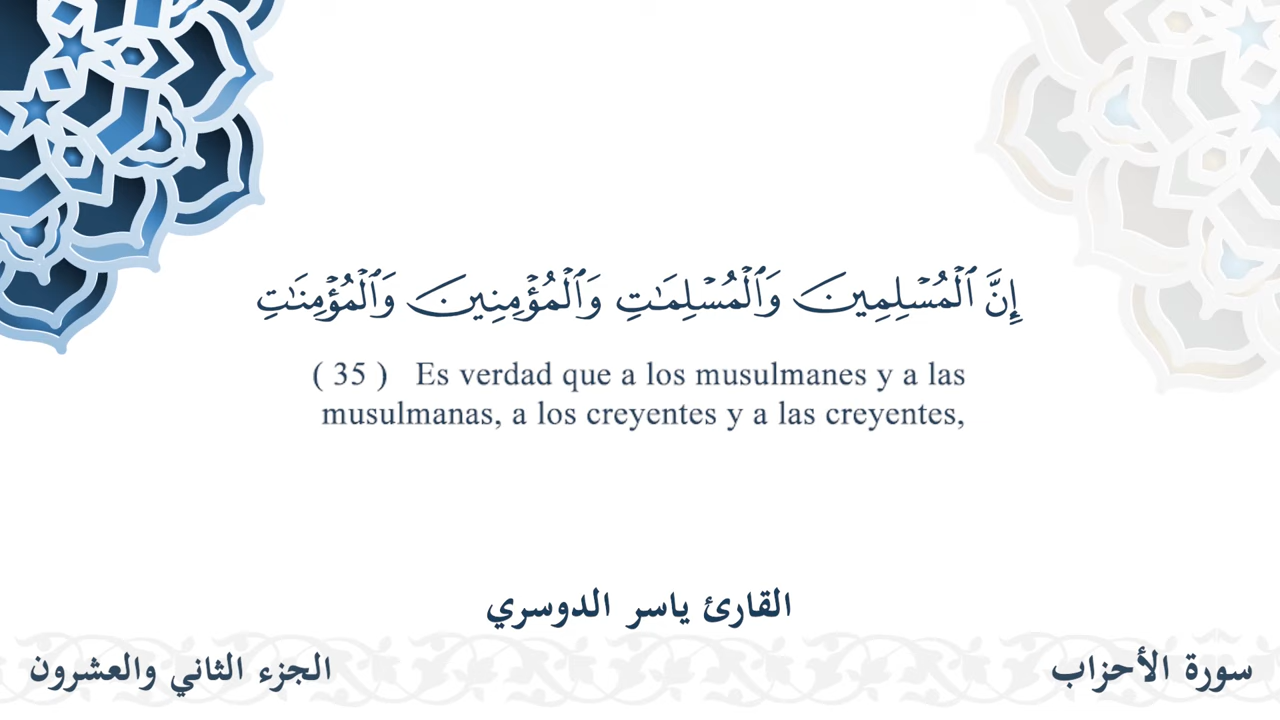 إِنَّ ٱلْمُسْلِمِينَ وَٱلْمُسْلِمَـٰتِ وَٱلْمُؤْمِنِينَ وَٱلْمُؤْمِنَـٰتِ
( 35 ) Es verdad que a los musulmanes y a las
musulmanas, a los creyentes y a las creyentes,
القارئ ياسر الدوسري
سورة الأحزاب
الجزء الثاني والعشرون